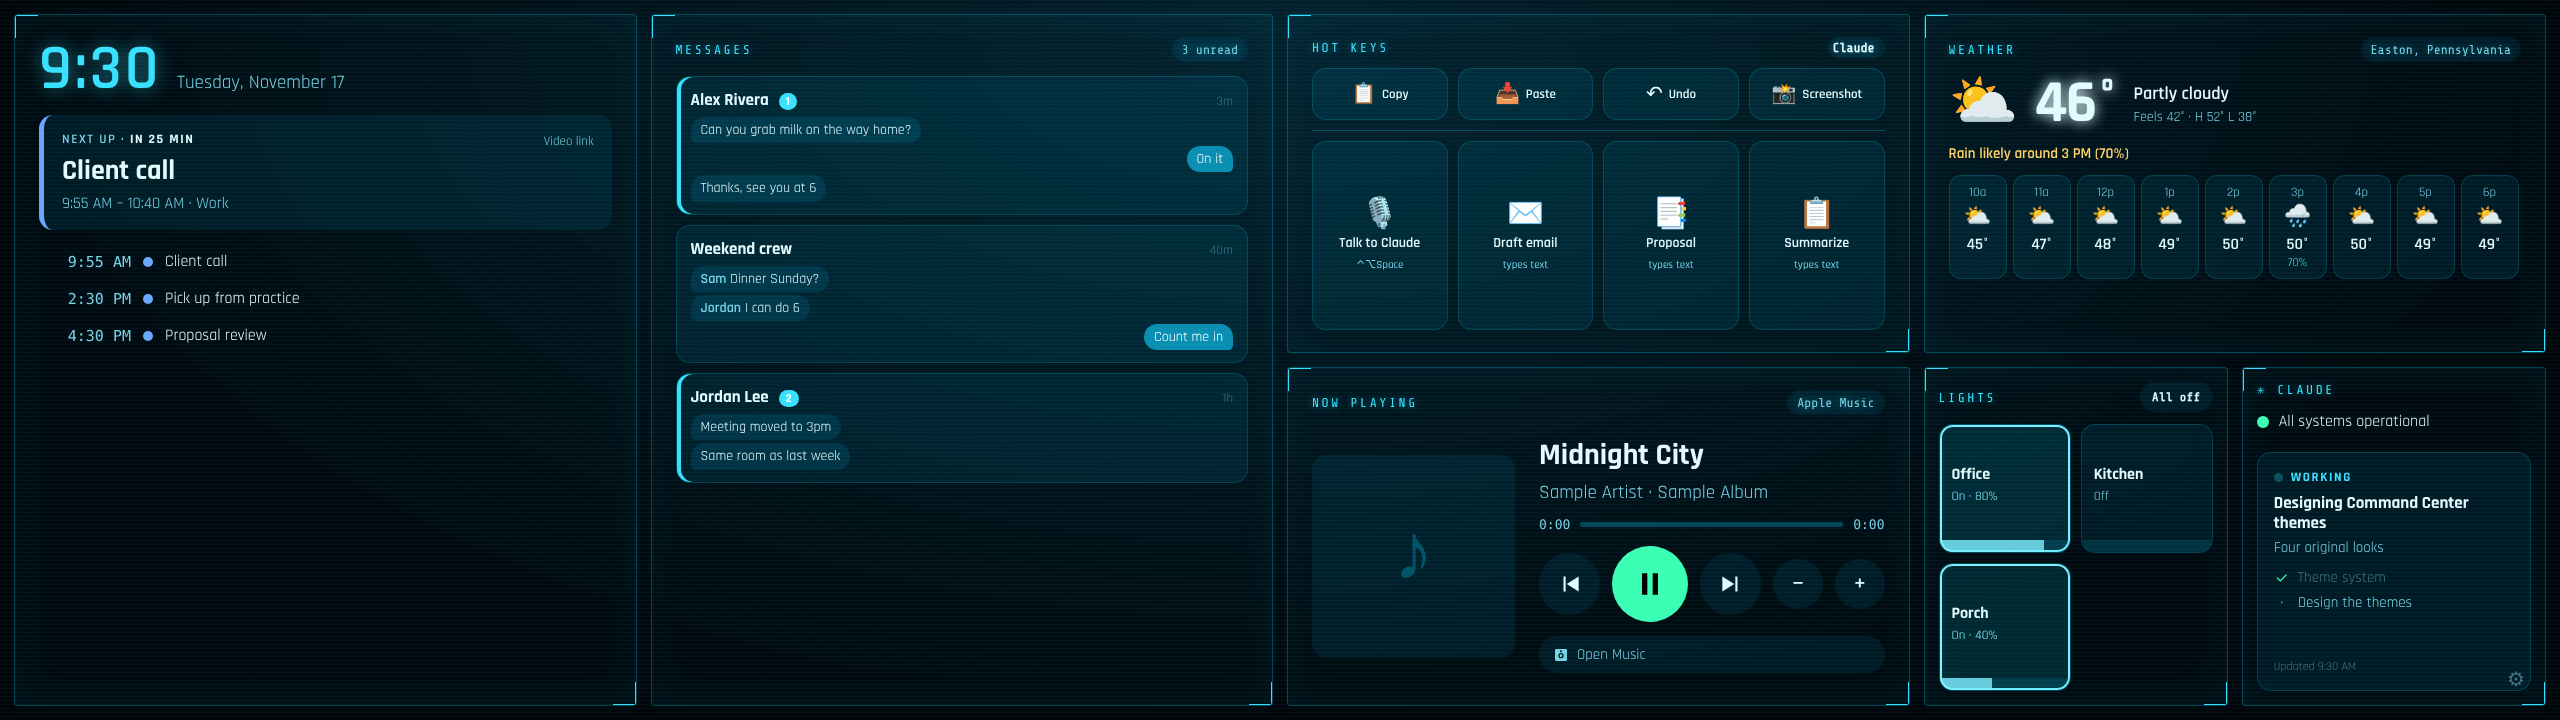 9:30
Tuesday, November 17
NEXT UP · IN 25 MIN
Video link
Client call
9:55 AM – 10:40 AM · Work
9:55 AM Client call
2:30 PM Pick up from practice
4:30 PM Proposal review
MESSAGES
3 unread
Alex Rivera 1
3m
Can you grab milk on the way home?
On it
Thanks, see you at 6
Weekend crew
40m
Sam Dinner Sunday?
Jordan I can do 6
Count me in
Jordan Lee 2
1h
Meeting moved to 3pm
Same room as last week
HOT KEYS
Claude
Copy
Paste
Undo
Screenshot
Talk to Claude
^⌥Space
Draft email
types text
Proposal
types text
Summarize
types text
NOW PLAYING
Apple Music
Midnight City
Sample Artist · Sample Album
0:00
0:00
Open Music
WEATHER
Easton, Pennsylvania
46°
Partly cloudy
Feels 42° · H 52° L 38°
Rain likely around 3 PM (70%)
10a 11a 12p 1p 2p 3p 4p 5p 6p
45° 47° 48° 49° 50° 50° 50° 49° 49°
70%
LIGHTS
All off
Office
On · 80%
Kitchen
Off
Porch
On · 40%
CLAUDE
All systems operational
WORKING
Designing Command Center
themes
Four original looks
Theme system
Design the themes
Updated 9:30 AM